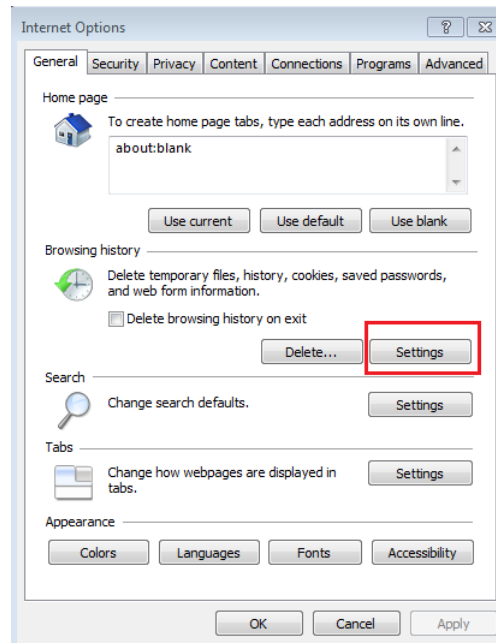 Internet Options
General Security Privacy Content Connections Programs Advanced
Home page
To create home page tabs, type each address on its own line.
about:blank
Use current Use default Use blank
Browsing history
Delete temporary files, history, cookies, saved passwords,
and web form information.
Delete browsing history on exit
Delete... Settings
Search
Change search defaults. Settings
Tabs
Change how webpages are displayed in Settings
tabs.
Appearance
Colors Languages Fonts Accessibility
OK Cancel Apply